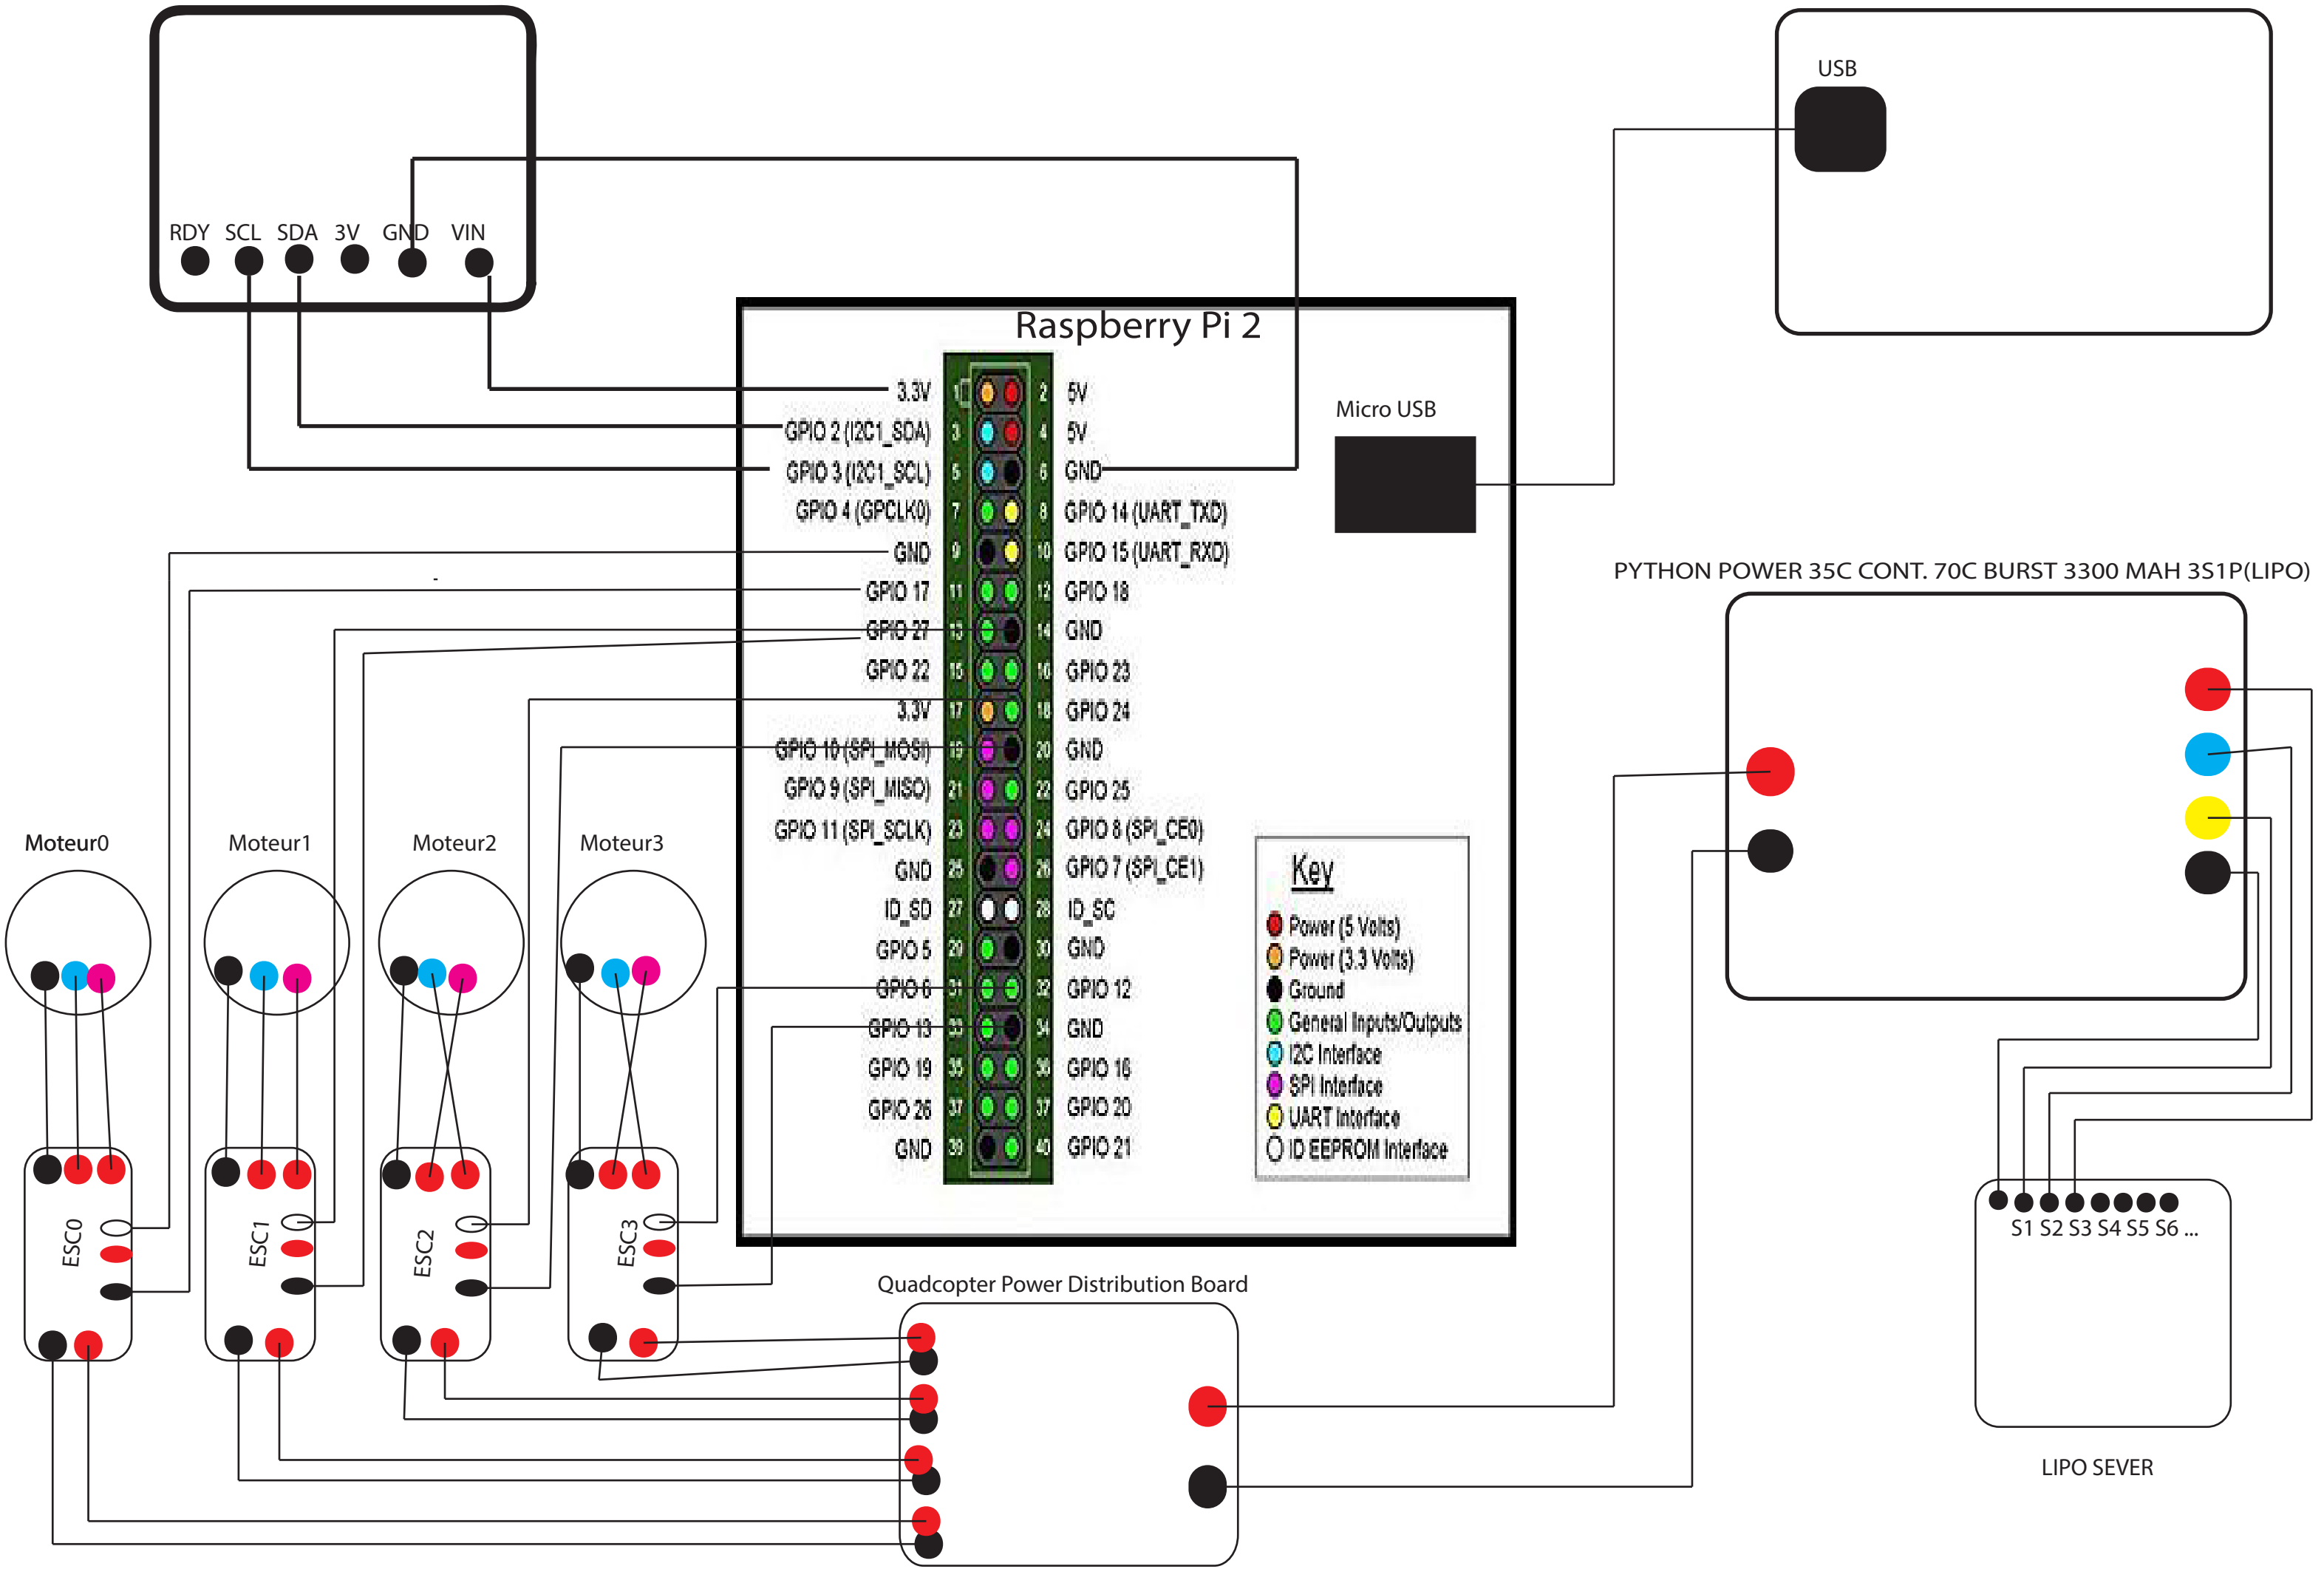 USB
RDY SCL SDA 3V GND VIN
Raspberry Pi 2
Micro USB
3.3V 1 2 5V
GPIO 2 (I2C1_SDA) 3 4 5V
GPIO 3 (I2C1_SCL) 5 6 GND
GPIO 4 (GPCLK0) 7 8 GPIO 14 (UART_TXD)
GND 9 10 GPIO 15 (UART_RXD)
GPIO 17 11 12 GPIO 18
GPIO 27 13 14 GND
GPIO 22 15 16 GPIO 23
3.3V 17 18 GPIO 24
GPIO 10 (SPI_MOSI) 19 20 GND
GPIO 9 (SPI_MISO) 21 22 GPIO 25
GPIO 11 (SPI_SCLK) 23 24 GPIO 8 (SPI_CE0)
GND 25 26 GPIO 7 (SPI_CE1)
ID_SD 27 28 ID_SC
GPIO 5 29 30 GND
GPIO 6 31 32 GPIO 12
GPIO 13 33 34 GND
GPIO 19 35 36 GPIO 16
GPIO 26 37 37 GPIO 20
GND 39 40 GPIO 21
Key
Power (5 Volts)
Power (3.3 Volts)
Ground
General Inputs/Outputs
I2C Interface
SPI Interface
UART Interface
ID EEPROM Interface
PYTHON POWER 35C CONT. 70C BURST 3300 MAH 3S1P(LIPO)
Moteur0 Moteur1 Moteur2 Moteur3
ESC0
ESC1
ESC2
ESC3
S1 S2 S3 S4 S5 S6 ...
Quadcopter Power Distribution Board
LIPO SEVER